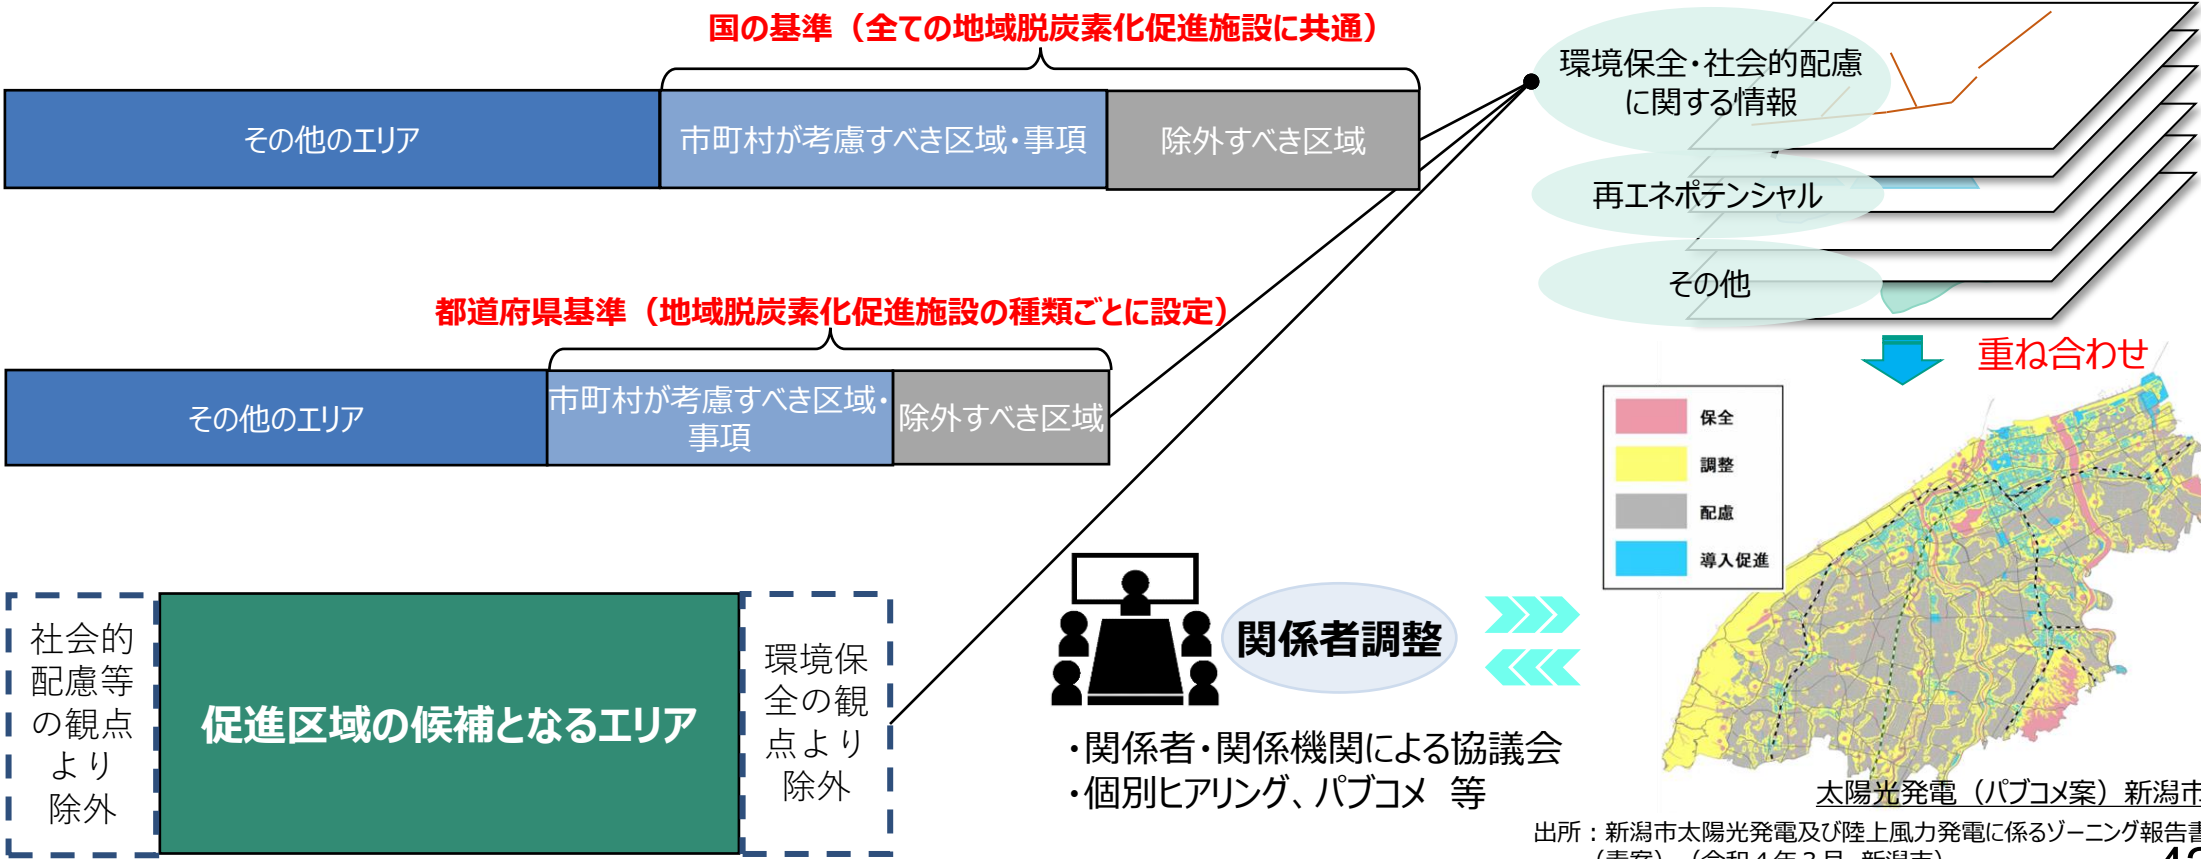 国の基準（全ての地域脱炭素化促進施設に共通）
その他のエリア
市町村が考慮すべき区域・事項
除外すべき区域
都道府県基準（地域脱炭素化促進施設の種類ごとに設定）
その他のエリア
市町村が考慮すべき区域・
事項
除外すべき区域
社会的
配慮等
の観点
より
除外
促進区域の候補となるエリア
環境保
全の観
点より
除外
環境保全・社会的配慮
に関する情報
再エネポテンシャル
その他
重ね合わせ
保全
調整
配慮
導入促進
関係者調整
・関係者・関係機関による協議会
・個別ヒアリング、パブコメ 等
太陽光発電（パブコメ案）新潟市
出所：新潟市太陽光発電及び陸上風力発電に係るゾーニング報告書
（素案）（令和4年3月 新潟市）